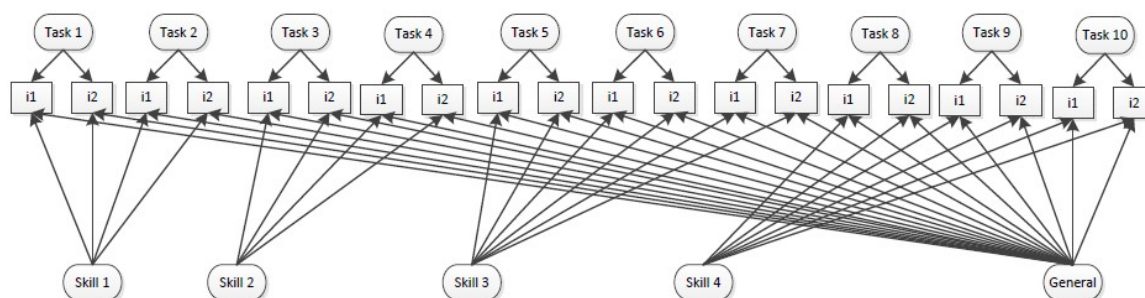 Task 1 Task 2 Task 3 Task 4 Task 5 Task 6 Task 7 Task 8 Task 9 Task 10
i1 i2 i1 i2 i1 i2 i1 i2 i1 i2 i1 i2 i1 i2 i1 i2 i1 i2 i1 i2
Skill 1 Skill 2 Skill 3 Skill 4 General